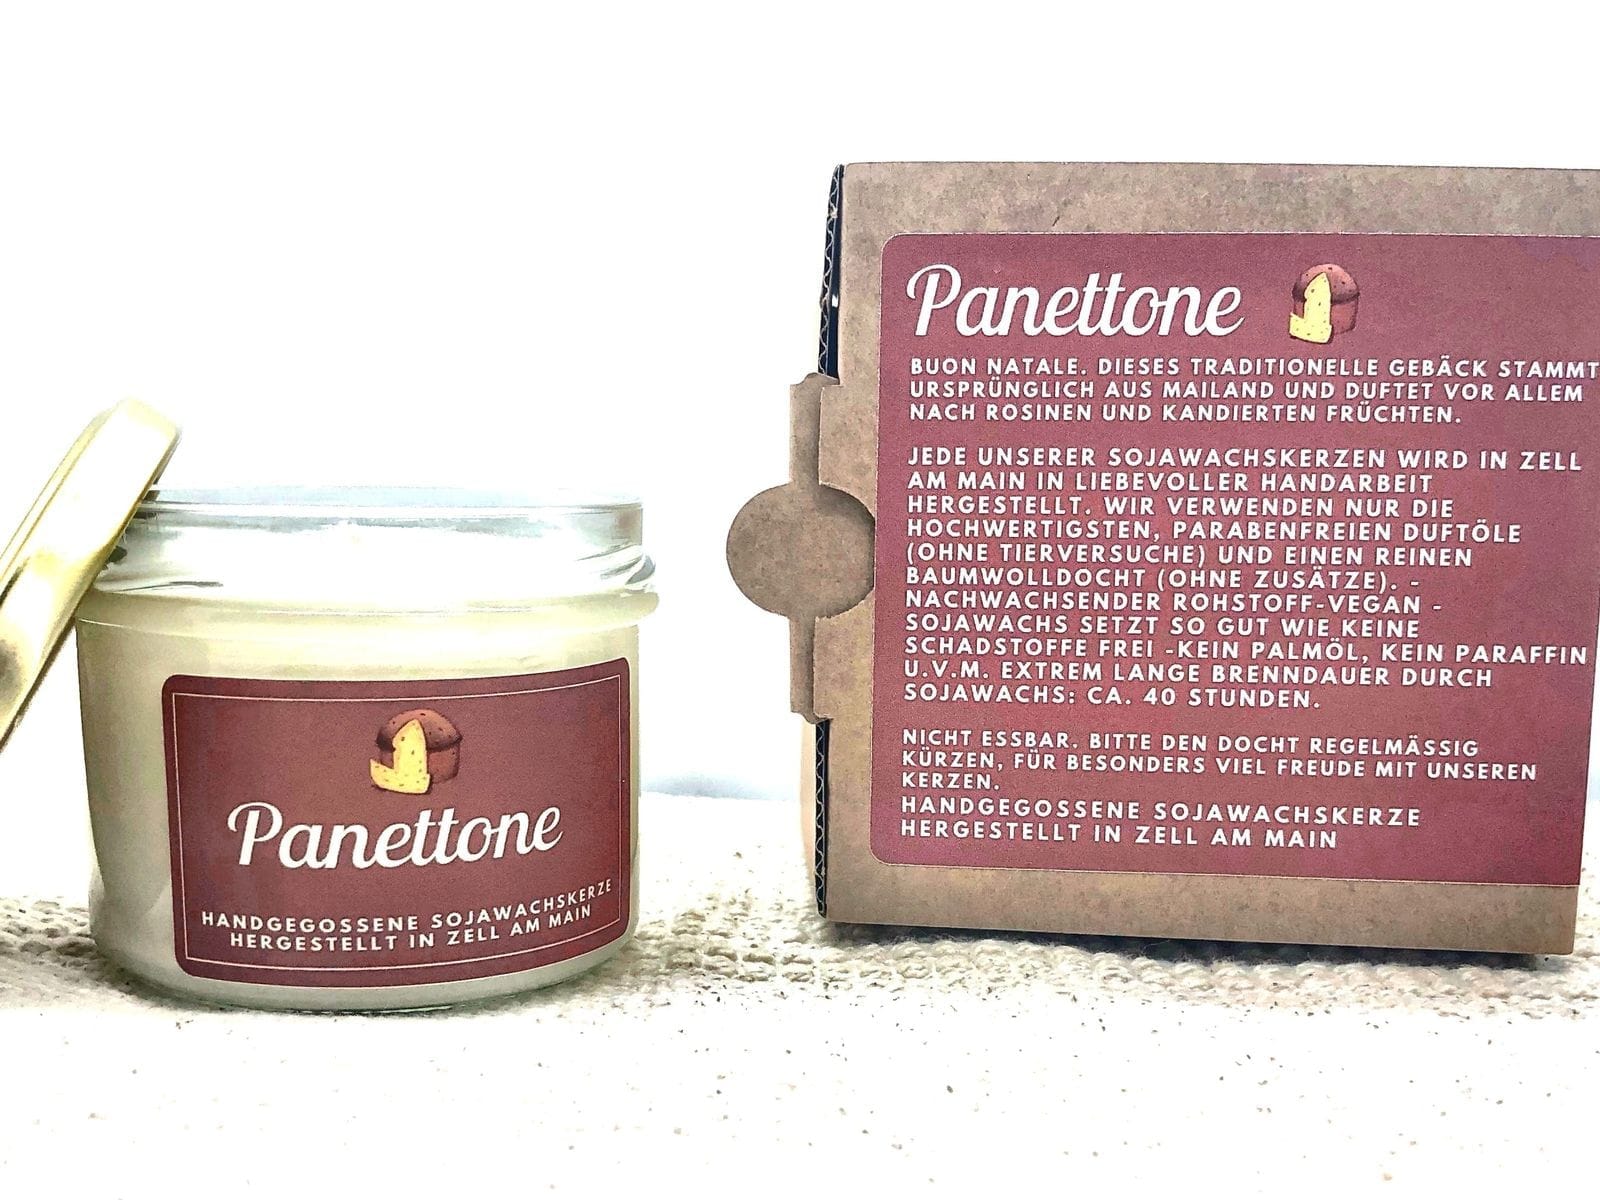 Panettone
HANDGEGOSSENE SOJAWACHSKERZE
HERGESTELLT IN ZELL AM MAIN
Panettone
BUON NATALE. DIESES TRADITIONELLE GEBÄCK STAMMT
URSPRÜNGLICH AUS MAILAND UND DUFTET VOR ALLEM
NACH ROSINEN UND KANDIERTEN FRÜCHTEN.
JEDE UNSERER SOJAWACHSKERZEN WIRD IN ZELL
AM MAIN IN LIEBEVOLLER HANDARBEIT
HERGESTELLT. WIR VERWENDEN NUR DIE
HOCHWERTIGSTEN, PARABENFREIEN DUFTÖLE
(OHNE TIERVERSUCHE) UND EINEN REINEN
BAUMWOLLDOCHT (OHNE ZUSÄTZE). -
NACHWACHSENDER ROHSTOFF-VEGAN -
SOJAWACHS SETZT SO GUT WIE KEINE
SCHADSTOFFE FREI -KEIN PALMÖL, KEIN PARAFFIN
U.V.M. EXTREM LANGE BRENNDAUER DURCH
SOJAWACHS: CA. 40 STUNDEN.
NICHT ESSBAR. BITTE DEN DOCHT REGELMÄSSIG
KÜRZEN, FÜR BESONDERS VIEL FREUDE MIT UNSEREN
KERZEN.
HANDGEGOSSENE SOJAWACHSKERZE
HERGESTELLT IN ZELL AM MAIN